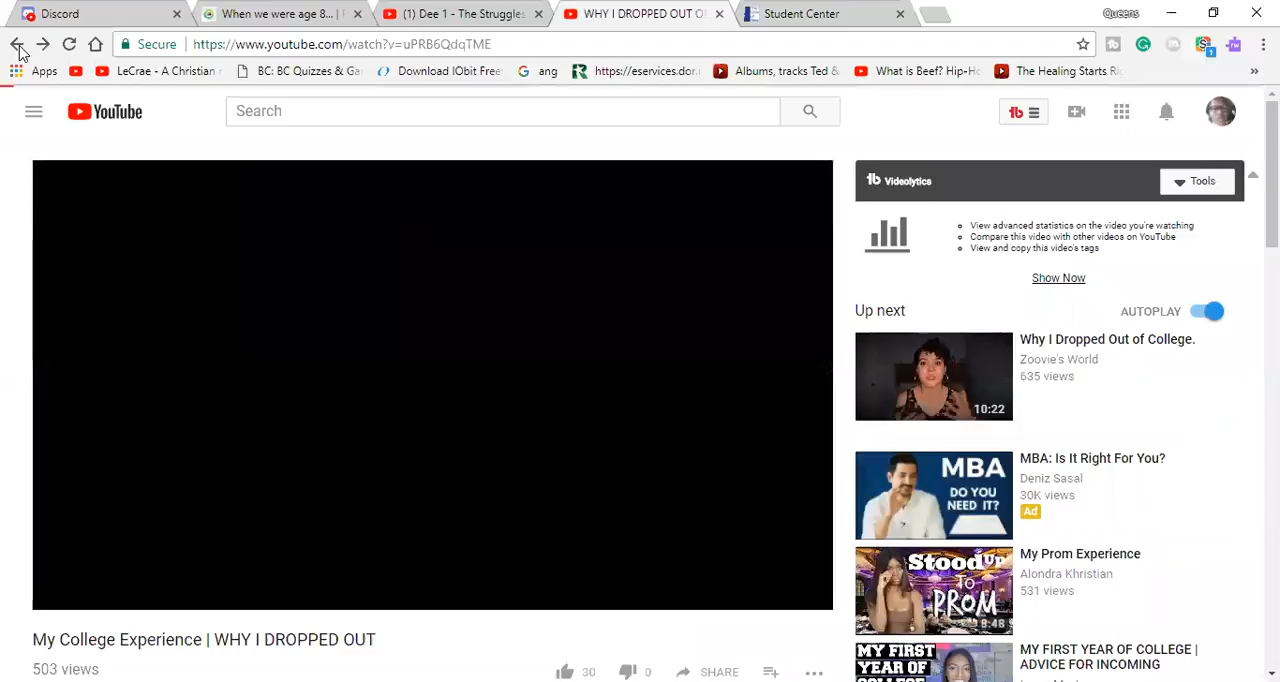 Discord
When we were age 8... |
(1) Dee 1 - The Struggles
WHY I DROPPED OUT O
Student Center
Queens
Secure
https://www.youtube.com/watch?v=uPRB6QdqTME
Apps
LeCrae - A Christian
BC: BC Quizzes & Ga
Download IObit Free
ang
https://eservices.dor.
Albums, tracks Ted &
What is Beef? Hip-Ho
The Healing Starts Ri
YouTube
Search
Videolytics
Tools
View advanced statistics on the video you're watching
Compare this video with other videos on YouTube
View and copy this video's tags
Show Now
Up next
AUTOPLAY
Why I Dropped Out of College.
Zoovie's World
635 views
10:22
MBA
DO YOU
NEED IT?
MBA: Is It Right For You?
Deniz Sasal
30K views
Ad
Stood Up
To
PROM
8:48
My Prom Experience
Alondra Khristian
531 views
MY FIRST
YEAR OF
COLLEGE
MY FIRST YEAR OF COLLEGE |
ADVICE FOR INCOMING
My College Experience | WHY I DROPPED OUT
503 views
30
0
SHARE